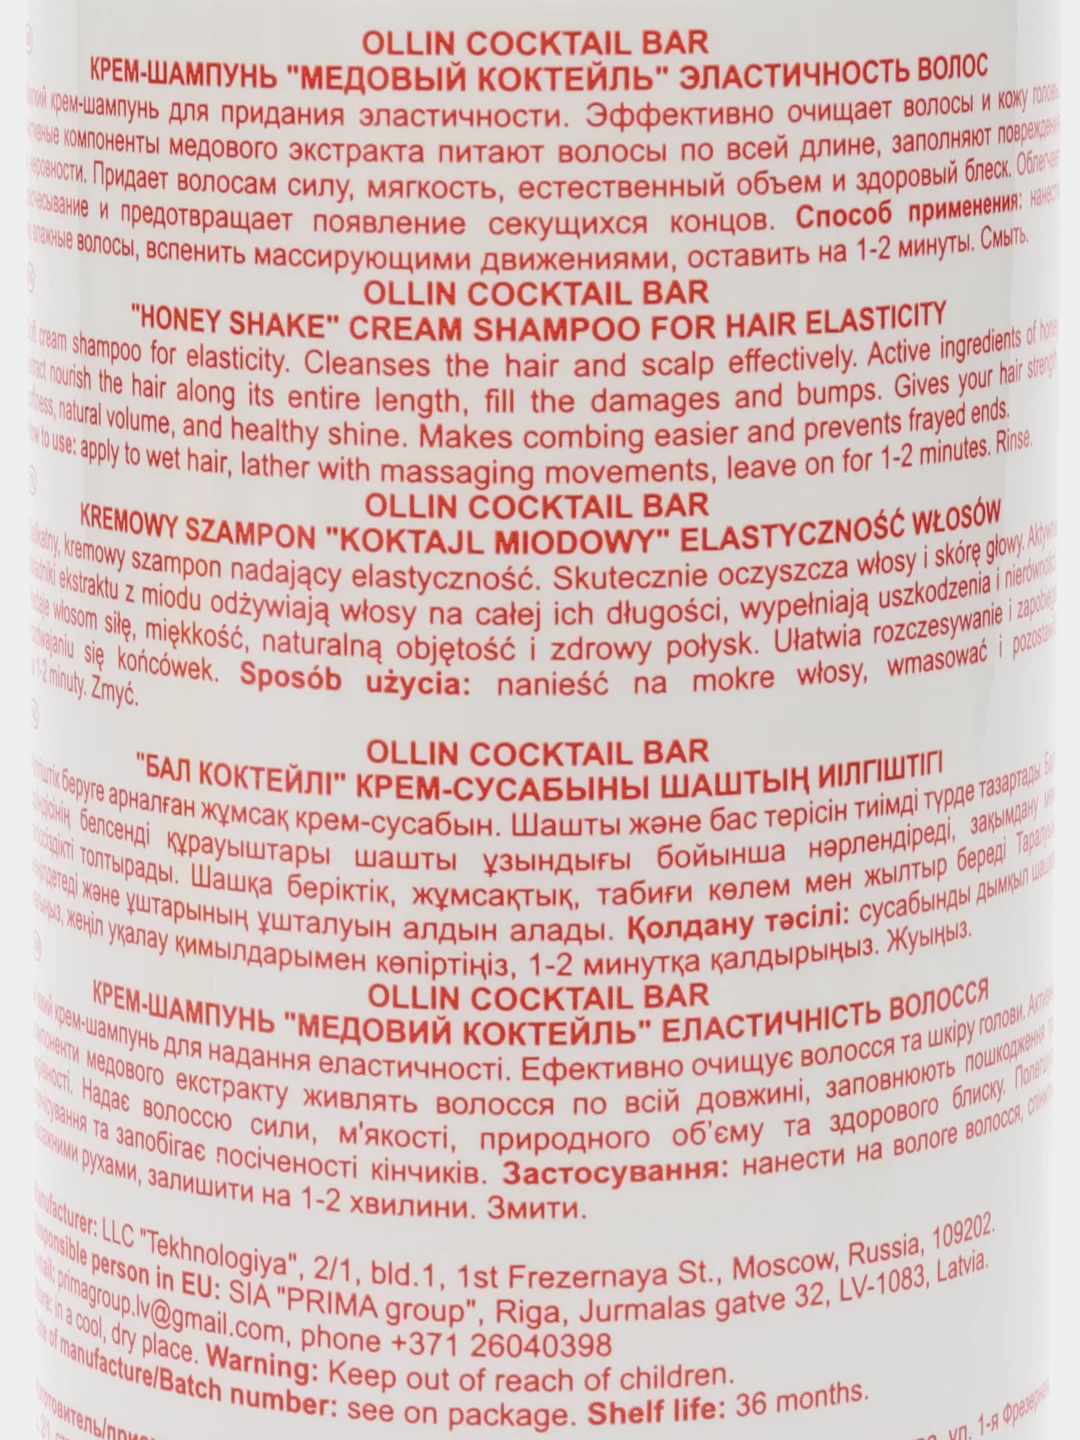 OLLIN COCKTAIL BAR
КРЕМ-ШАМПУНЬ "МЕДОВЫЙ КОКТЕЙЛЬ" ЭЛАСТИЧНОСТЬ ВОЛОС
крем-шампунь для придания эластичности. Эффективно очищает волосы и кожу головы.
компоненты медового экстракта питают волосы по всей длине, заполняют повреждения
неровности. Придает волосам силу, мягкость, естественный объем и здоровый блеск. Облегчает
и предотвращает появление секущихся концов. Способ применения: нанести
влажные волосы, вспенить массирующими движениями, оставить на 1-2 минуты. Смыть.
OLLIN COCKTAIL BAR
"HONEY SHAKE" CREAM SHAMPOO FOR HAIR ELASTICITY
cream shampoo for elasticity. Cleanses the hair and scalp effectively. Active ingredients of honey
nourish the hair along its entire length, fill the damages and bumps. Gives your hair strength,
natural volume, and healthy shine. Makes combing easier and prevents frayed ends.
to use: apply to wet hair, lather with massaging movements, leave on for 1-2 minutes. Rinse.
OLLIN COCKTAIL BAR
KREMOWY SZAMPON "KOKTAJL MIODOWY" ELASTYCZNOŚĆ WŁOSÓW
kremowy szampon nadający elastyczność. Skutecznie oczyszcza włosy i skórę głowy. Aktywne
ekstraktu z miodu odżywiają włosy na całej ich długości, wypełniają uszkodzenia i nierówności.
włosom siłę, miękkość, naturalną objętość i zdrowy połysk. Ułatwia rozczesywanie i zapobiega
się końcówek. Sposób użycia: nanieść na mokre włosy, wmasować i pozostawić
1-2 minuty. Zmyć.
OLLIN COCKTAIL BAR
"БАЛ КОКТЕЙЛІ" КРЕМ-СУСАБЫНЫ ШАШТЫҢ ИІЛГІШТІГІ
беруге арналған жұмсақ крем-сусабын. Шашты және бас терісін тиімді түрде тазартады. Бал
белсенді құрауыштары шашты ұзындығы бойынша нәрлендіреді, зақымдану
толтырады. Шашқа беріктік, жұмсақтық, табиғи көлем мен жылтыр береді
және ұштарының ұшталуын алдын алады. Қолдану тәсілі: сусабынды дымқыл
жеңіл уқалау қимылдарымен көпіртіңіз, 1-2 минутқа қалдырыңыз. Жуыңыз.
OLLIN COCKTAIL BAR
КРЕМ-ШАМПУНЬ "МЕДОВИЙ КОКТЕЙЛЬ" ЕЛАСТИЧНІСТЬ ВОЛОССЯ
крем-шампунь для надання еластичності. Ефективно очищує волосся та шкіру голови.
медового екстракту живлять волосся по всій довжині, заповнюють пошкодження
Надає волоссю сили, м'якості, природного об'єму та здорового блиску.
та запобігає посіченості кінчиків. Застосування: нанести на вологе волосся,
рухами, залишити на 1-2 хвилини. Змити.
LLC "Tekhnologiya", 2/1, bld.1, 1st Frezernaya St., Moscow, Russia, 109202.
person in EU: SIA "PRIMA group", Riga, Jurmalas gatve 32, LV-1083, Latvia.
primagroup.lv@gmail.com, phone +371 26040398
in a cool, dry place. Warning: Keep out of reach of children.
of manufacture/Batch number: see on package. Shelf life: 36 months.
ул. 1-я